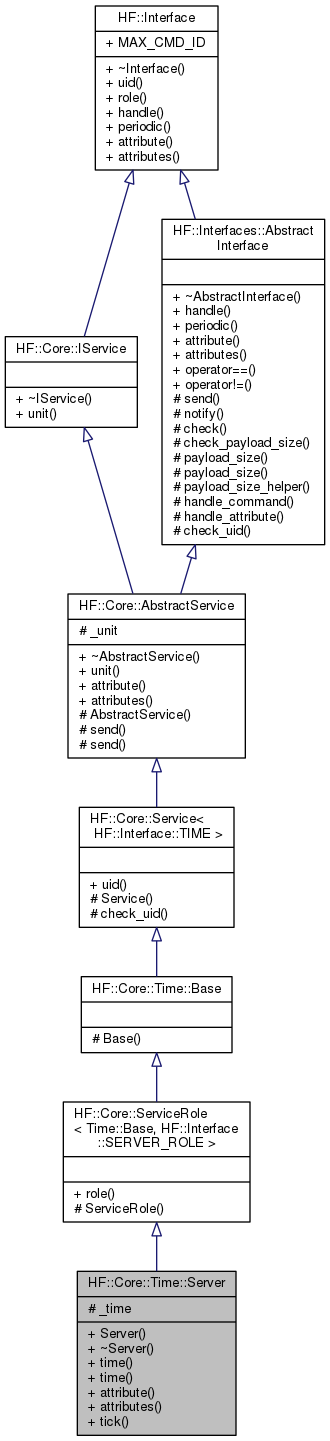 HF::Interface
+ MAX_CMD_ID
+ ~Interface()
+ uid()
+ role()
+ handle()
+ periodic()
+ attribute()
+ attributes()
HF::Interfaces::Abstract
Interface
+ ~AbstractInterface()
+ handle()
+ periodic()
+ attribute()
+ attributes()
+ operator==()
+ operator!=()
# send()
# notify()
# check()
# check_payload_size()
# payload_size()
# payload_size()
# payload_size_helper()
# handle_command()
# handle_attribute()
# check_uid()
HF::Core::IService
+ ~IService()
+ unit()
HF::Core::AbstractService
# _unit
+ ~AbstractService()
+ unit()
+ attribute()
+ attributes()
# AbstractService()
# send()
# send()
HF::Core::Service<
HF::Interface::TIME >
+ uid()
# Service()
# check_uid()
HF::Core::Time::Base
# Base()
HF::Core::ServiceRole
< Time::Base, HF::Interface
::SERVER_ROLE >
+ role()
# ServiceRole()
HF::Core::Time::Server
# _time
+ Server()
+ ~Server()
+ time()
+ time()
+ attribute()
+ attributes()
+ tick()